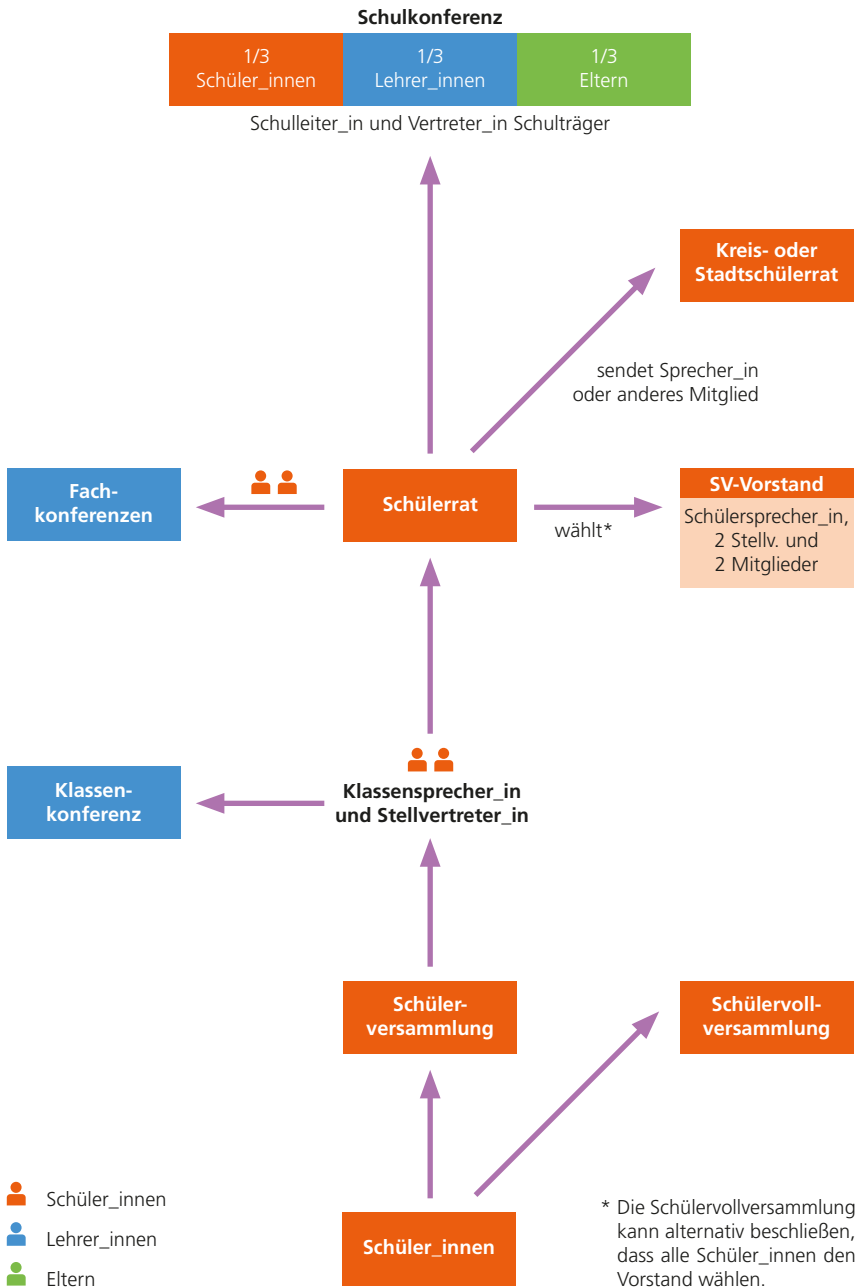 Schulkonferenz
1/3
Schüler_innen
1/3
Lehrer_innen
1/3
Eltern
Schulleiter_in und Vertreter_in Schulträger
Kreis- oder
Stadtschülerrat
sendet Sprecher_in
oder anderes Mitglied
Fach-
konferenzen
Schülerrat
wählt*
SV-Vorstand
Schülersprecher_in,
2 Stellv. und
2 Mitglieder
Klassen-
konferenz
Klassensprecher_in
und Stellvertreter_in
Schüler-
versammlung
Schülervoll-
versammlung
Schüler_innen
Lehrer_innen
Eltern
Schüler_innen
* Die Schülervollversammlung
kann alternativ beschließen,
dass alle Schüler_innen den
Vorstand wählen.